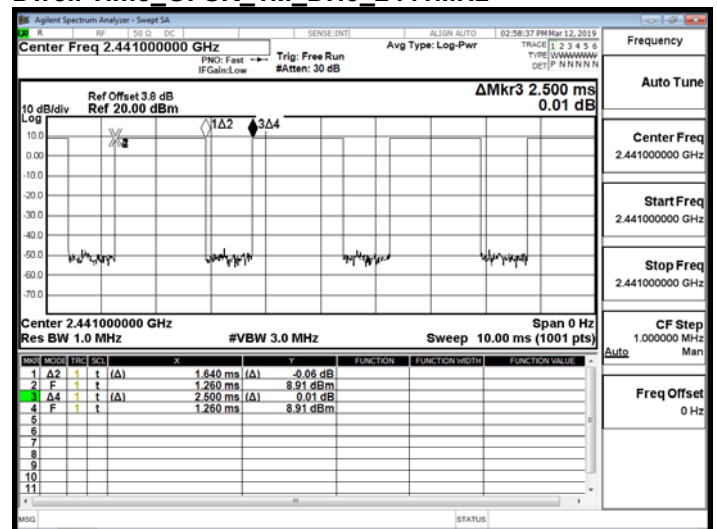 Agilent Spectrum Analyzer - Swept SA
R RF 50 Ω DC SENSE:INT ALIGN AUTO 02:58:37 PM Mar 12, 2019
Center Freq 2.441000000 GHz
PNO: Fast
IFGain:Low
Trig: Free Run
#Atten: 30 dB
Avg Type: Log-Pwr
TRACE 1 2 3 4 5 6
TYPE WWWWWW
DET P N N N N N
Ref Offset 3.8 dB
10 dB/div Ref 20.00 dBm
ΔMkr3 2.500 ms
0.01 dB
Log
1Δ2 3Δ4
10.0
0.00
-10.0
-20.0
-30.0
-40.0
-50.0
-60.0
-70.0
Center 2.441000000 GHz Span 0 Hz
Res BW 1.0 MHz #VBW 3.0 MHz Sweep 10.00 ms (1001 pts)
MKR MODE TRC SCL X Y FUNCTION FUNCTION WIDTH FUNCTION VALUE
1 Δ2 1 t (Δ) 1.640 ms (Δ) -0.06 dB
2 F 1 t 1.260 ms 8.91 dBm
3 Δ4 1 t (Δ) 2.500 ms (Δ) 0.01 dB
4 F 1 t 1.260 ms 8.91 dBm
5
6
7
8
9
10
11
MSG STATUS
Frequency
Auto Tune
Center Freq
2.441000000 GHz
Start Freq
2.441000000 GHz
Stop Freq
2.441000000 GHz
CF Step
1.000000 MHz
Auto Man
Freq Offset
0 Hz